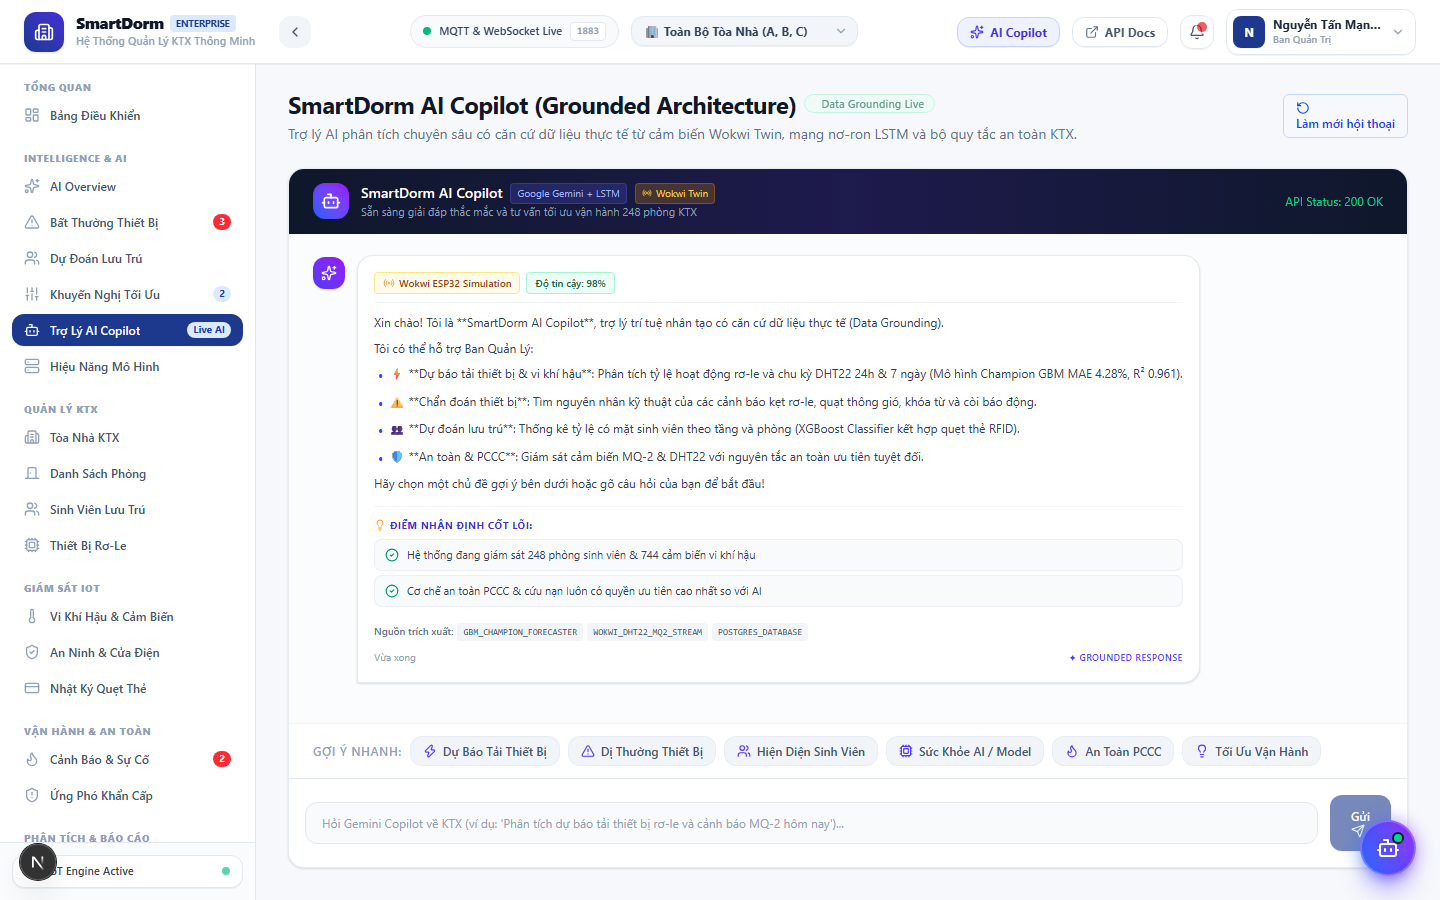 SmartDorm ENTERPRISE
Hệ Thống Quản Lý KTX Thông Minh
MQTT & WebSocket Live 1883
Toàn Bộ Tòa Nhà (A, B, C)
AI Copilot
API Docs
N
Nguyễn Tấn Mạn...
Ban Quản Trị
TỔNG QUAN
Bảng Điều Khiển
INTELLIGENCE & AI
AI Overview
Bất Thường Thiết Bị 3
Dự Đoán Lưu Trú
Khuyến Nghị Tối Ưu 2
Trợ Lý AI Copilot Live AI
Hiệu Năng Mô Hình
QUẢN LÝ KTX
Tòa Nhà KTX
Danh Sách Phòng
Sinh Viên Lưu Trú
Thiết Bị Rơ-Le
GIÁM SÁT IOT
Vi Khí Hậu & Cảm Biến
An Ninh & Cửa Điện
Nhật Ký Quẹt Thẻ
VẬN HÀNH & AN TOÀN
Cảnh Báo & Sự Cố 2
Ứng Phó Khẩn Cấp
PHÂN TÍCH & BÁO CÁO
N
T Engine Active
SmartDorm AI Copilot (Grounded Architecture) Data Grounding Live
Trợ lý AI phân tích chuyên sâu có căn cứ dữ liệu thực tế từ cảm biến Wokwi Twin, mạng nơ-ron LSTM và bộ quy tắc an toàn KTX.
Làm mới hội thoại
SmartDorm AI Copilot Google Gemini + LSTM Wokwi Twin
Sẵn sàng giải đáp thắc mắc và tư vấn tối ưu vận hành 248 phòng KTX
API Status: 200 OK
Wokwi ESP32 Simulation Độ tin cậy: 98%
Xin chào! Tôi là **SmartDorm AI Copilot**, trợ lý trí tuệ nhân tạo có căn cứ dữ liệu thực tế (Data Grounding).
Tôi có thể hỗ trợ Ban Quản Lý:
• ⚡ **Dự báo tải thiết bị & vi khí hậu**: Phân tích tỷ lệ hoạt động rơ-le và chu kỳ DHT22 24h & 7 ngày (Mô hình Champion GBM MAE 4.28%, R² 0.961).
• ⚠️ **Chẩn đoán thiết bị**: Tìm nguyên nhân kỹ thuật của các cảnh báo kẹt rơ-le, quạt thông gió, khóa từ và còi báo động.
• 👥 **Dự đoán lưu trú**: Thống kê tỷ lệ có mặt sinh viên theo tầng và phòng (XGBoost Classifier kết hợp quẹt thẻ RFID).
• 🛡️ **An toàn & PCCC**: Giám sát cảm biến MQ-2 & DHT22 với nguyên tắc an toàn ưu tiên tuyệt đối.
Hãy chọn một chủ đề gợi ý bên dưới hoặc gõ câu hỏi của bạn để bắt đầu!
ĐIỂM NHẬN ĐỊNH CỐT LÕI:
Hệ thống đang giám sát 248 phòng sinh viên & 744 cảm biến vi khí hậu
Cơ chế an toàn PCCC & cứu nạn luôn có quyền ưu tiên cao nhất so với AI
Nguồn trích xuất: GBM_CHAMPION_FORECASTER WOKWI_DHT22_MQ2_STREAM POSTGRES_DATABASE
Vừa xong
✦ GROUNDED RESPONSE
GỢI Ý NHANH: Dự Báo Tải Thiết Bị Dị Thường Thiết Bị Hiện Diện Sinh Viên Sức Khỏe AI / Model An Toàn PCCC Tối Ưu Vận Hành
Hỏi Gemini Copilot về KTX (ví dụ: 'Phân tích dự báo tải thiết bị rơ-le và cảnh báo MQ-2 hôm nay')...
Gửi